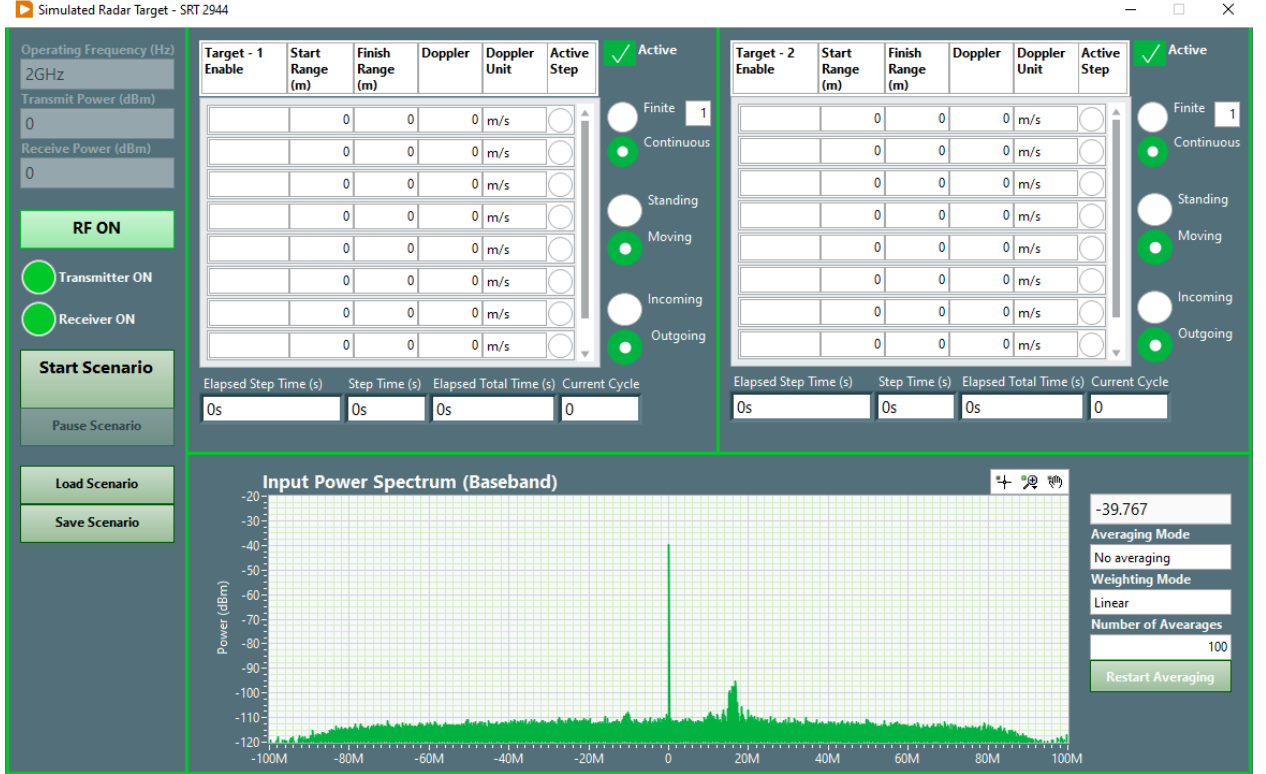 Simulated Radar Target - SRT 2944
Operating Frequency (Hz)
2GHz
Transmit Power (dBm)
0
Receive Power (dBm)
0
RF ON
Transmitter ON
Receiver ON
Start Scenario
Pause Scenario
Load Scenario
Save Scenario
Target - 1 Enable Start Range (m) Finish Range (m) Doppler Doppler Unit Active Step
0 0 0 m/s
0 0 0 m/s
0 0 0 m/s
0 0 0 m/s
0 0 0 m/s
0 0 0 m/s
0 0 0 m/s
0 0 0 m/s
Active
Finite 1
Continuous
Standing
Moving
Incoming
Outgoing
Elapsed Step Time (s) Step Time (s) Elapsed Total Time (s) Current Cycle
0s 0s 0s 0
Target - 2 Enable Start Range (m) Finish Range (m) Doppler Doppler Unit Active Step
0 0 0 m/s
0 0 0 m/s
0 0 0 m/s
0 0 0 m/s
0 0 0 m/s
0 0 0 m/s
0 0 0 m/s
0 0 0 m/s
Active
Finite 1
Continuous
Standing
Moving
Incoming
Outgoing
Elapsed Step Time (s) Step Time (s) Elapsed Total Time (s) Current Cycle
0s 0s 0s 0
Input Power Spectrum (Baseband)
Power (dBm)
-20
-30
-40
-50
-60
-70
-80
-90
-100
-110
-120
-100M -80M -60M -40M -20M 0 20M 40M 60M 80M 100M
-39.767
Averaging Mode
No averaging
Weighting Mode
Linear
Number of Avearages
100
Restart Averaging